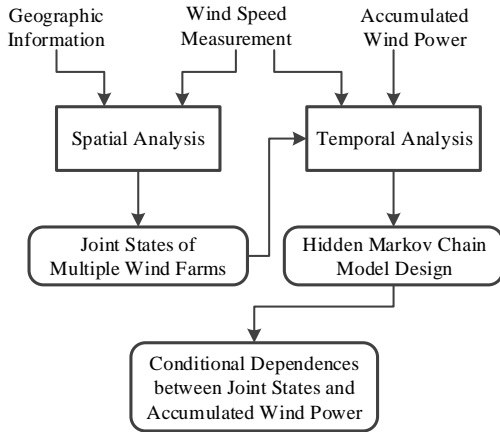 Geographic
Information
Wind Speed
Measurement
Accumulated
Wind Power
Spatial Analysis
Temporal Analysis
Joint States of
Multiple Wind Farms
Hidden Markov Chain
Model Design
Conditional Dependences
between Joint States and
Accumulated Wind Power